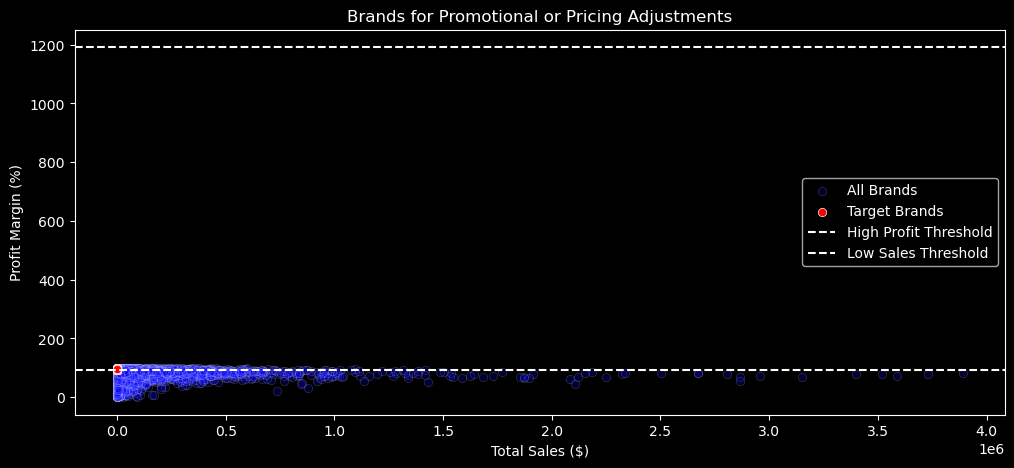 Brands for Promotional or Pricing Adjustments
1200
1000
800
600
400
200
0
Profit Margin (%)
All Brands
Target Brands
High Profit Threshold
Low Sales Threshold
0.0 0.5 1.0 1.5 2.0 2.5 3.0 3.5 4.0
1e6
Total Sales ($)